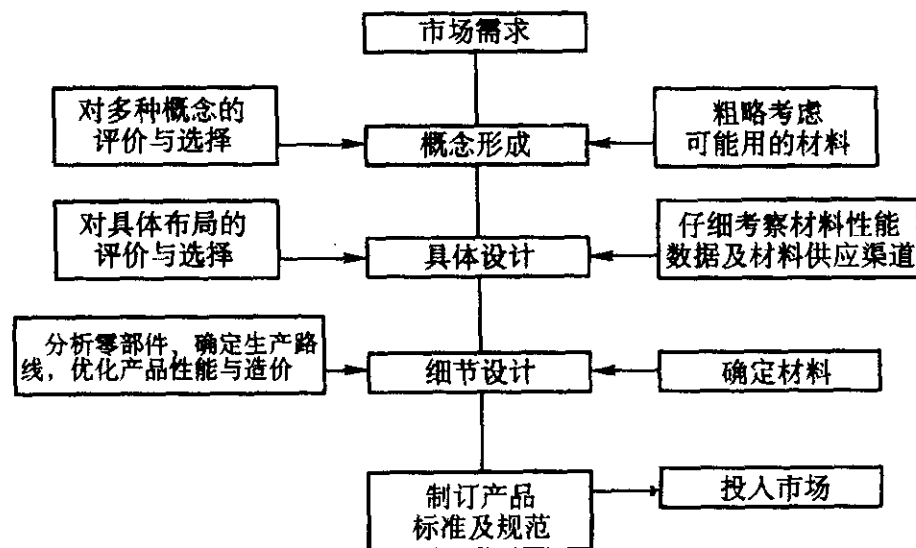 市场需求
对多种概念的
评价与选择
概念形成
粗略考虑
可能用的材料
对具体布局的
评价与选择
具体设计
仔细考察材料性能
数据及材料供应渠道
分析零部件，确定生产路
线，优化产品性能与造价
细节设计
确定材料
制订产品
标准及规范
投入市场